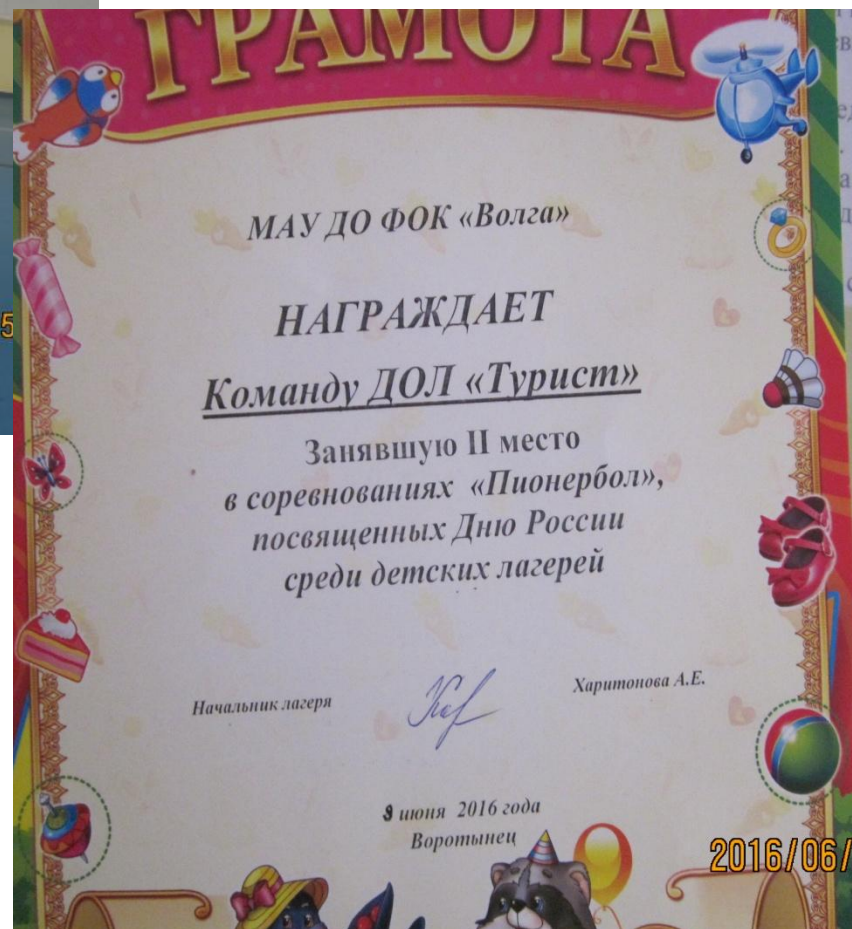 ГРАМОТА
МАУ ДО ФОК «Волга»
НАГРАЖДАЕТ
Команду ДОЛ «Турист»
Занявшую II место
в соревнованиях «Пионербол»,
посвященных Дню России
среди детских лагерей
Начальник лагеря
Харитонова А.Е.
9 июня 2016 года
Воротынец
2016/06/